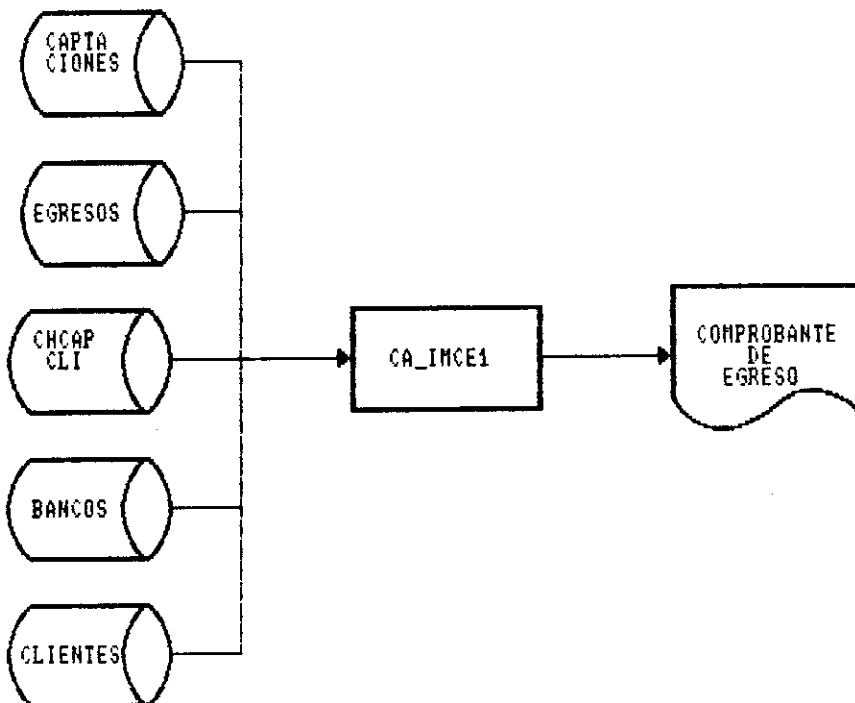 CAPTA
CIONES
EGRESOS
CHCAP
CLI
BANCOS
CLIENTES
CA_IMCE1
COMPROBANTE
DE
EGRESO